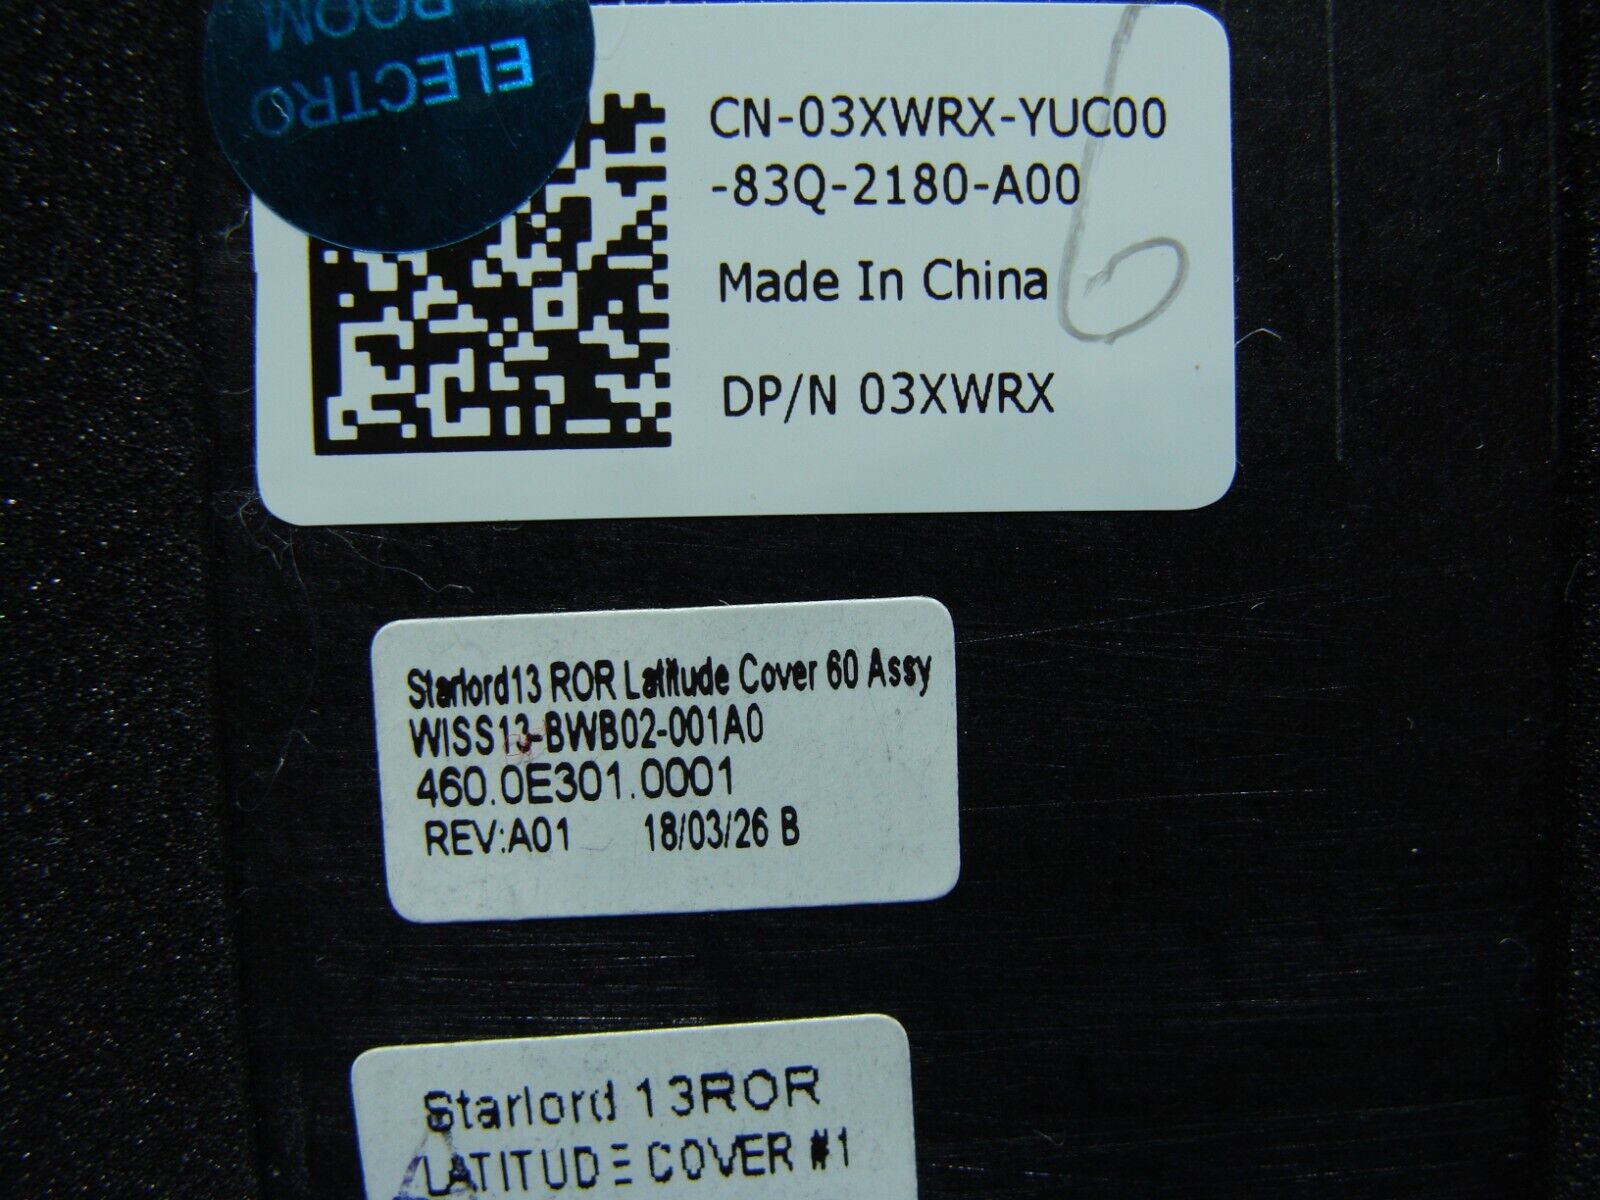 ELECTRO
ROOM
CN-03XWRX-YUC00
-83Q-2180-A00
Made In China
DP/N 03XWRX
6
Starlord13 ROR Latitude Cover 60 Assy
WISS13-BWB02-001A0
460.0E301.0001
REV:A01 18/03/26 B
Starlord 13ROR
LATITUDE COVER #1